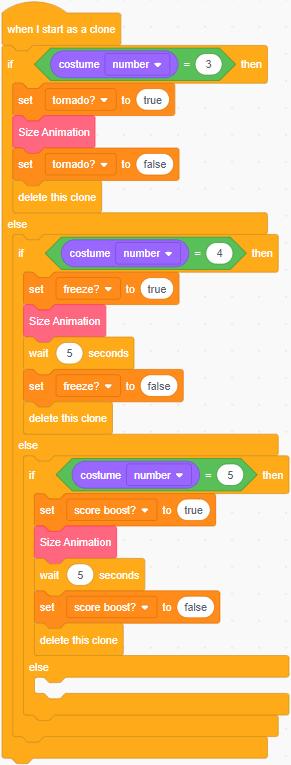 when I start as a clone
if costume number = 3 then
set tornado? to true
Size Animation
set tornado? to false
delete this clone
else
if costume number = 4 then
set freeze? to true
Size Animation
wait 5 seconds
set freeze? to false
delete this clone
else
if costume number = 5 then
set score boost? to true
Size Animation
wait 5 seconds
set score boost? to false
delete this clone
else